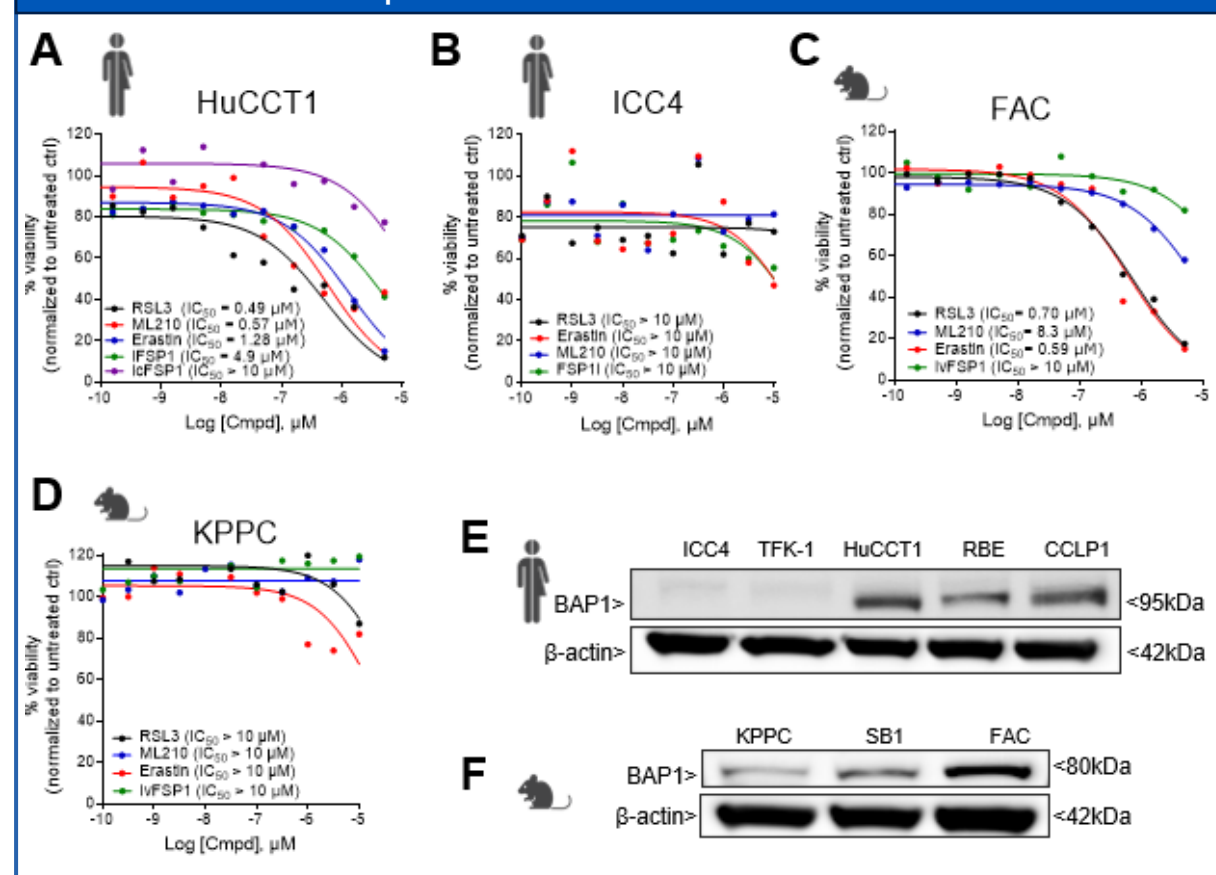 A
HuCCT1
% viability
(normalized to untreated ctrl)
120
100
80
60
40
20
0
RSL3 (IC50 = 0.49 µM)
ML210 (IC50 = 0.57 µM)
Erastin (IC50 = 1.28 µM)
iFSP1 (IC50 = 4.9 µM)
icFSP1 (IC50 > 10 µM)
-10 -9 -8 -7 -6 -5
Log [Cmpd], µM
B
ICC4
% viability
(normalized to untreated ctrl)
120
100
80
60
40
20
0
RSL3 (IC50 > 10 µM)
Erastin (IC50 > 10 µM)
ML210 (IC50 > 10 µM)
FSP1i (IC50 > 10 µM)
-10 -9 -8 -7 -6 -5
Log [Cmpd], µM
C
FAC
% viability
(normalized to untreated ctrl)
120
100
80
60
40
20
0
RSL3 (IC50 = 0.70 µM)
ML210 (IC50 = 8.3 µM)
Erastin (IC50 = 0.59 µM)
ivFSP1 (IC50 > 10 µM)
-10 -9 -8 -7 -6 -5
Log [Cmpd], µM
D
KPPC
% viability
(normalized to untreated ctrl)
120
100
80
60
40
20
0
RSL3 (IC50 > 10 µM)
ML210 (IC50 > 10 µM)
Erastin (IC50 > 10 µM)
ivFSP1 (IC50 > 10 µM)
-10 -9 -8 -7 -6 -5
Log [Cmpd], µM
E
ICC4 TFK-1 HuCCT1 RBE CCLP1
BAP1> <95kDa
β-actin> <42kDa
F
KPPC SB1 FAC
BAP1> <80kDa
β-actin> <42kDa